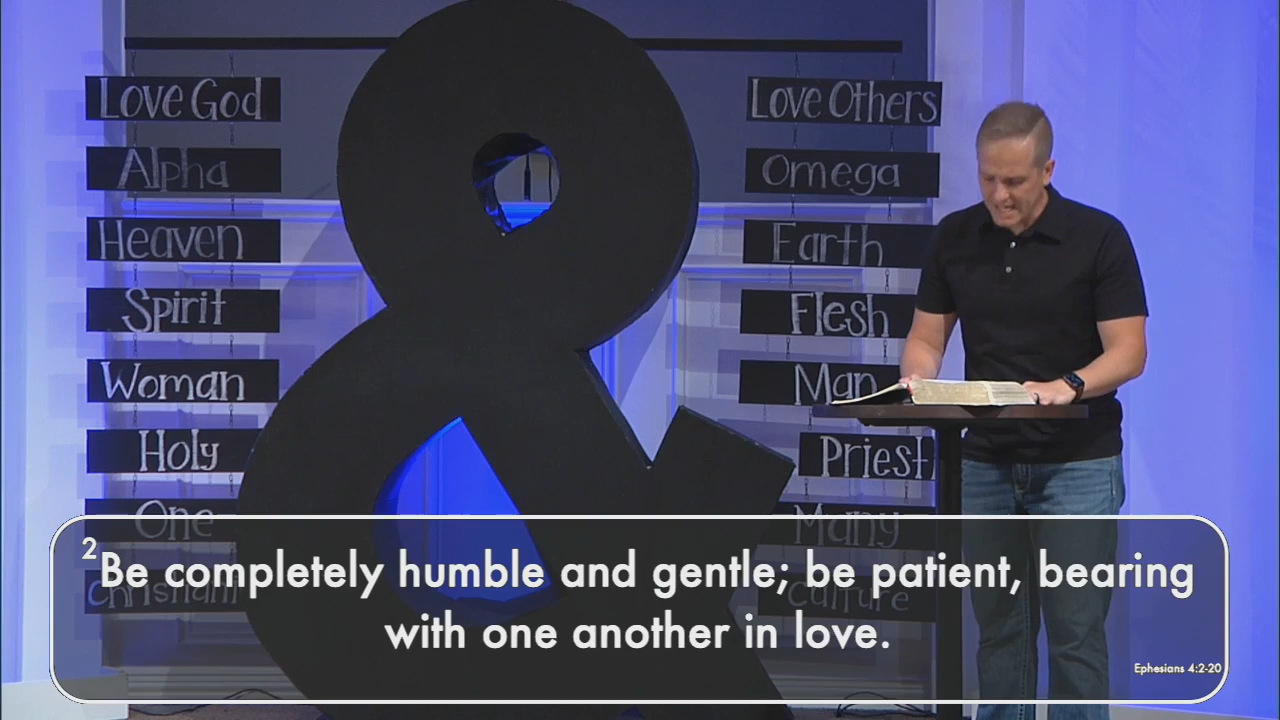 Love God
Love Others
Alpha
Omega
Heaven
Earth
Spirit
Flesh
Woman
Man
Holy
Priest
One
Many
Christian
Culture
&
2Be completely humble and gentle; be patient, bearing
with one another in love.
Ephesians 4:2-20